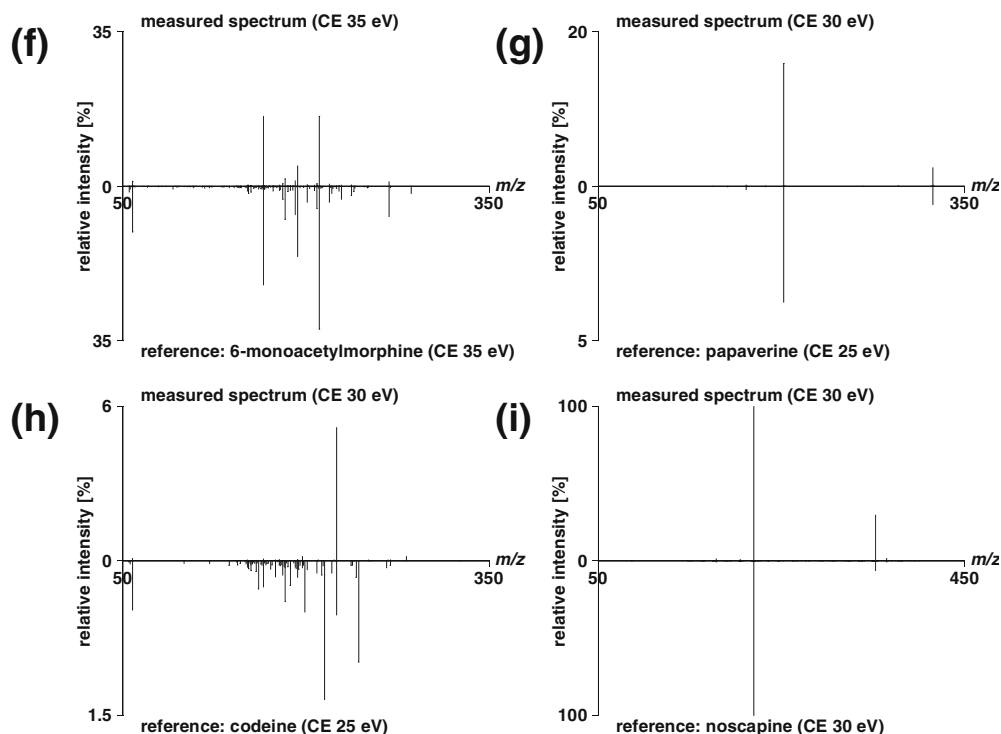 (f)
measured spectrum (CE 35 eV)
35
relative intensity [%]
0
m/z
50
350
35
reference: 6-monoacetylmorphine (CE 35 eV)
(g)
measured spectrum (CE 30 eV)
20
relative intensity [%]
0
m/z
50
350
5
reference: papaverine (CE 25 eV)
(h)
measured spectrum (CE 30 eV)
6
relative intensity [%]
0
m/z
50
350
1.5
reference: codeine (CE 25 eV)
(i)
measured spectrum (CE 30 eV)
100
relative intensity [%]
0
m/z
50
450
100
reference: noscapine (CE 30 eV)